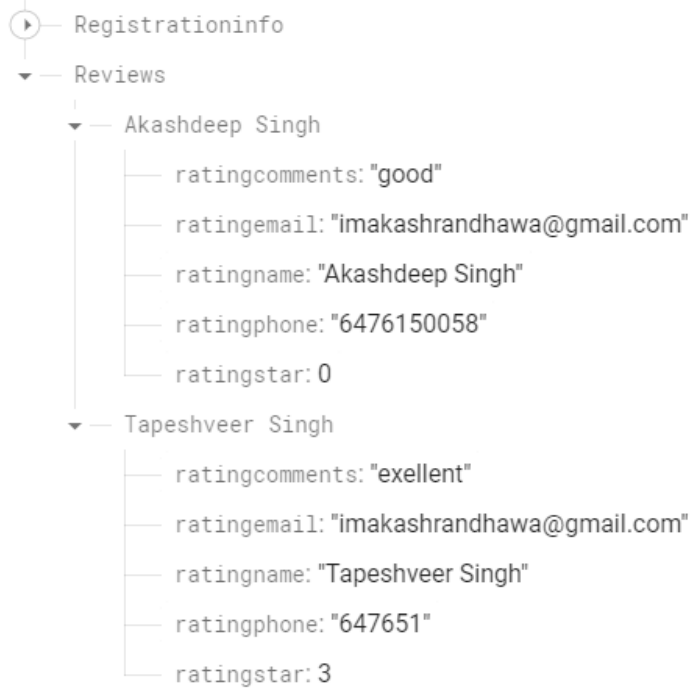 Registrationinfo
Reviews
Akashdeep Singh
ratingcomments: "good"
ratingemail: "imakashrandhawa@gmail.com"
ratingname: "Akashdeep Singh"
ratingphone: "6476150058"
ratingstar: 0
Tapeshveer Singh
ratingcomments: "exellent"
ratingemail: "imakashrandhawa@gmail.com"
ratingname: "Tapeshveer Singh"
ratingphone: "647651"
ratingstar: 3